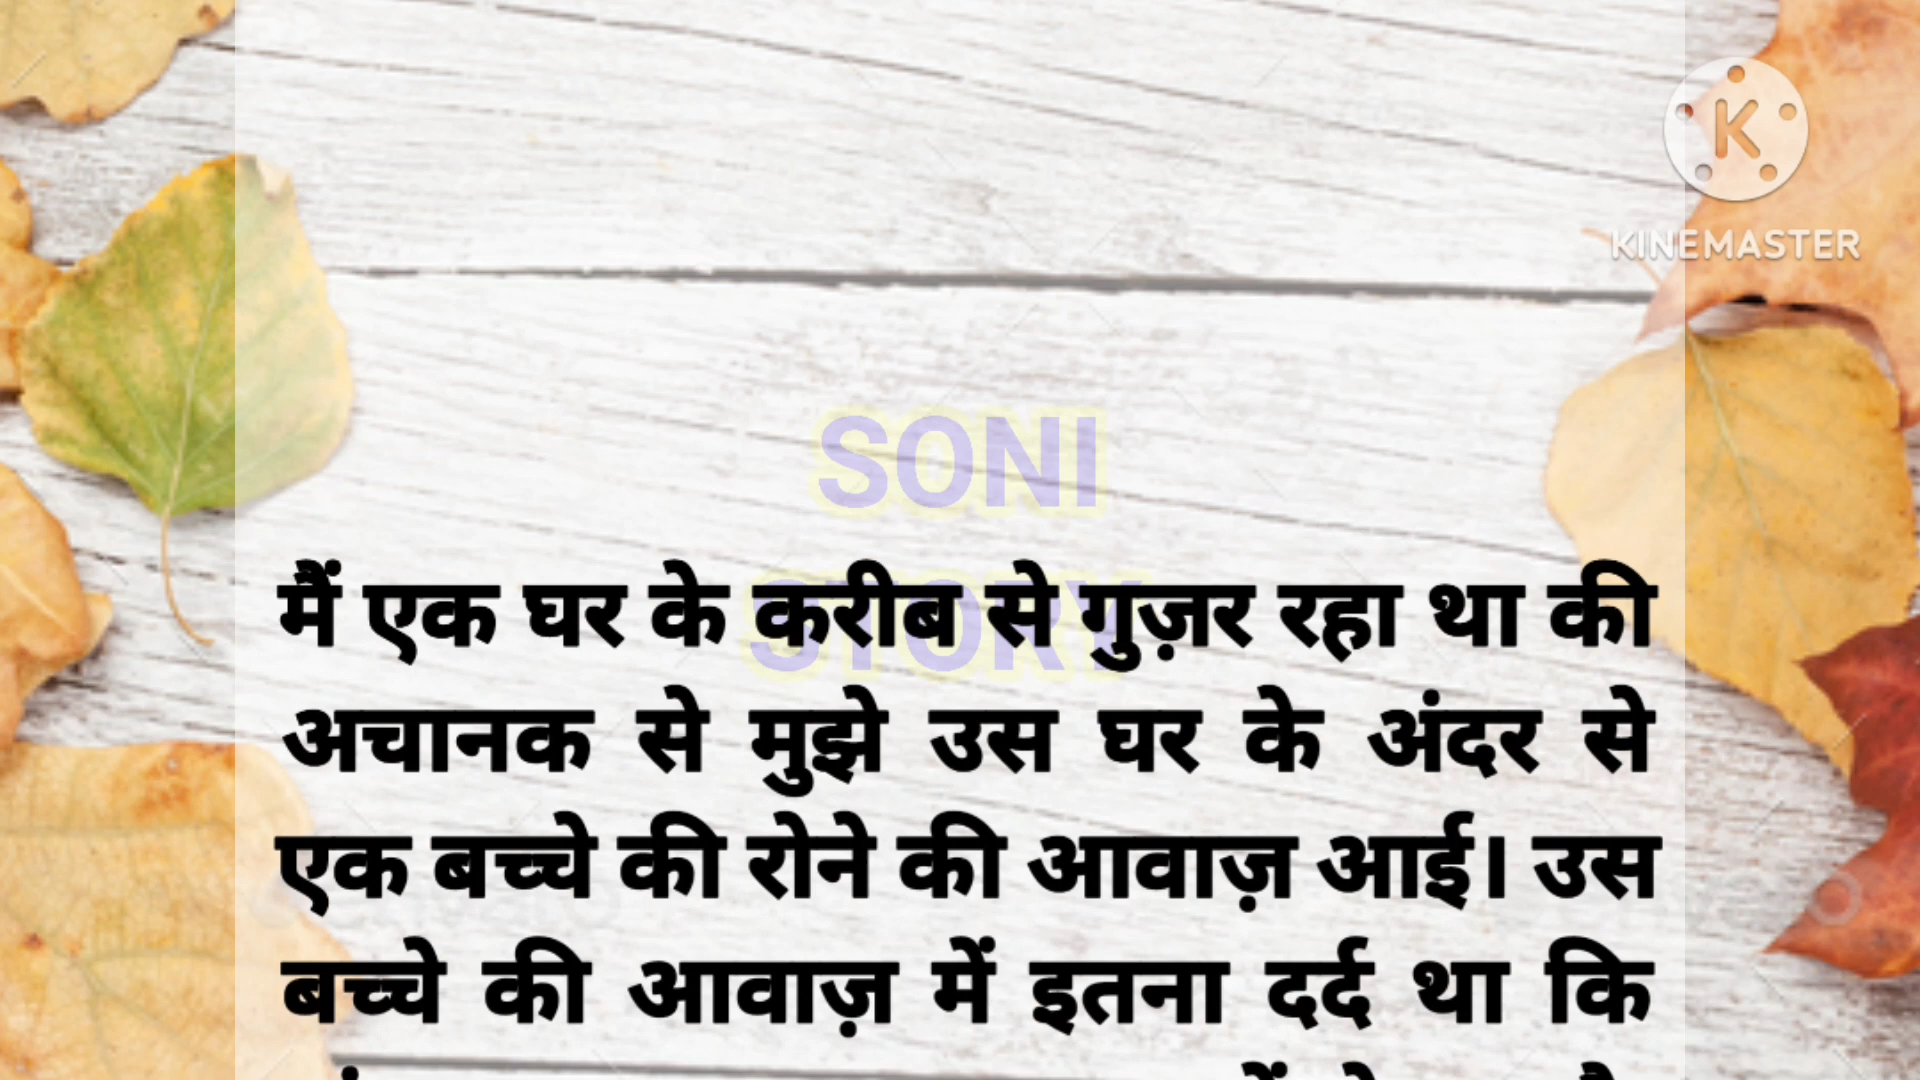 KINEMASTER
SONI
STORY
मैं एक घर के करीब से गुज़र रहा था की
अचानक से मुझे उस घर के अंदर से
एक बच्चे की रोने की आवाज़ आई। उस
बच्चे की आवाज़ में इतना दर्द था कि